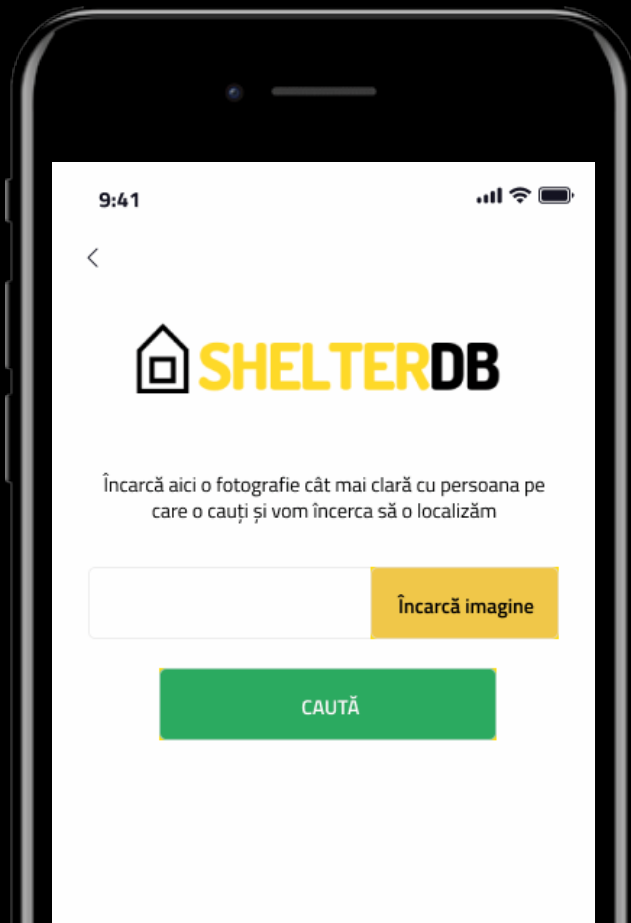 9:41
SHELTERDB
Încarcă aici o fotografie cât mai clară cu persoana pe
care o cauți și vom încerca să o localizăm
Încarcă imagine
CAUTĂ